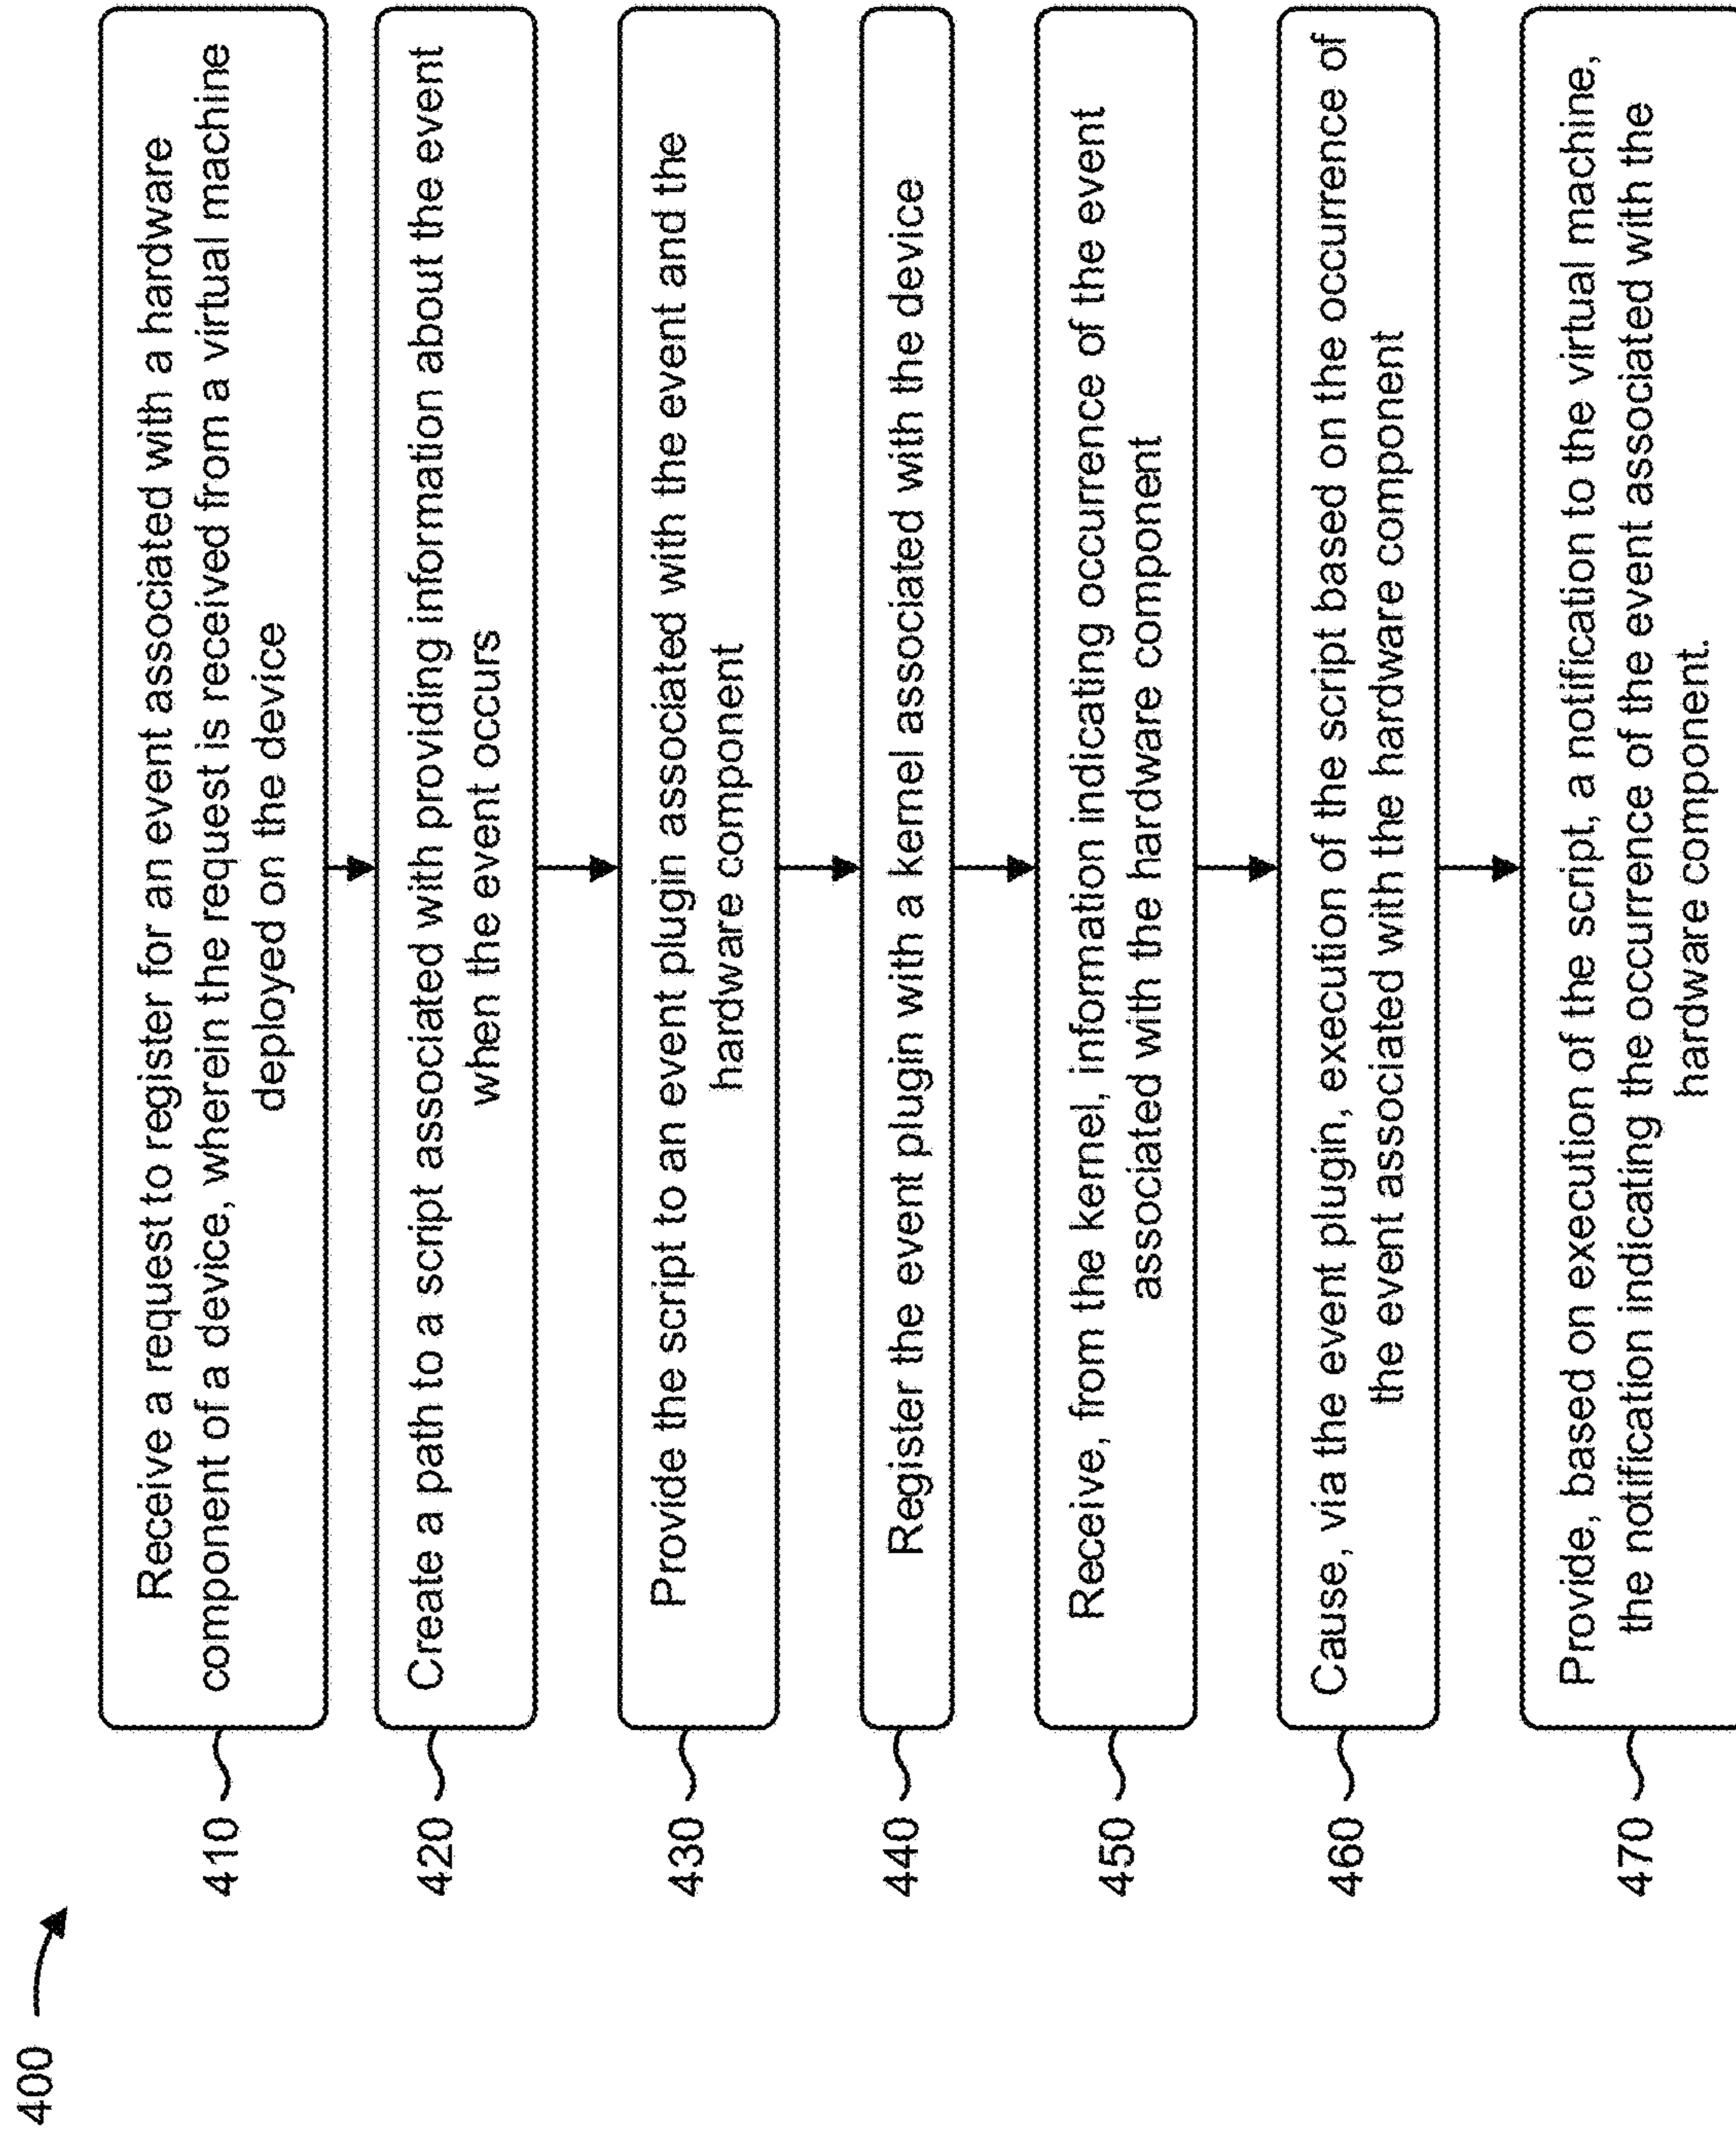 400
410
Receive a request to register for an event associated with a hardware
component of a device, wherein the request is received from a virtual machine
deployed on the device
420
Create a path to a script associated with providing information about the event
when the event occurs
430
Provide the script to an event plugin associated with the event and the
hardware component
440
Register the event plugin with a kernel associated with the device
450
Receive, from the kernel, information indicating occurrence of the event
associated with the hardware component
460
Cause, via the event plugin, execution of the script based on the occurrence of
the event associated with the hardware component
470
Provide, based on execution of the script, a notification to the virtual machine,
the notification indicating the occurrence of the event associated with the
hardware component.